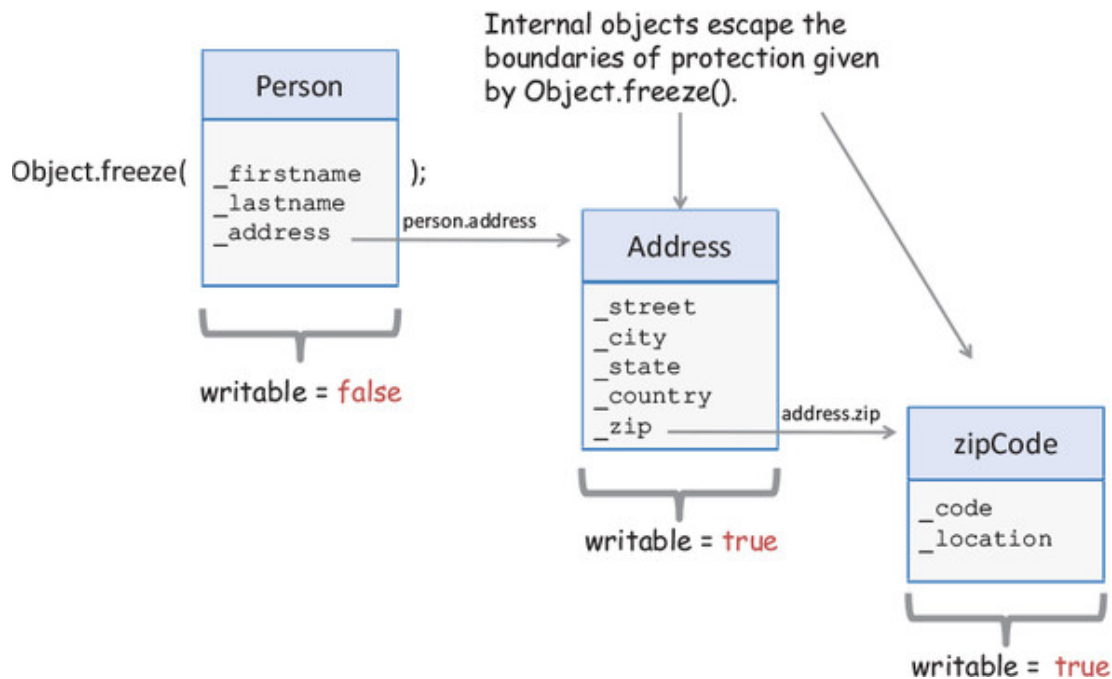 Internal objects escape the
boundaries of protection given
by Object.freeze().
Person
Object.freeze(
_firstname
_lastname
_address
);
person.address
writable = false
Address
_street
_city
_state
_country
_zip
address.zip
writable = true
zipCode
_code
_location
writable = true